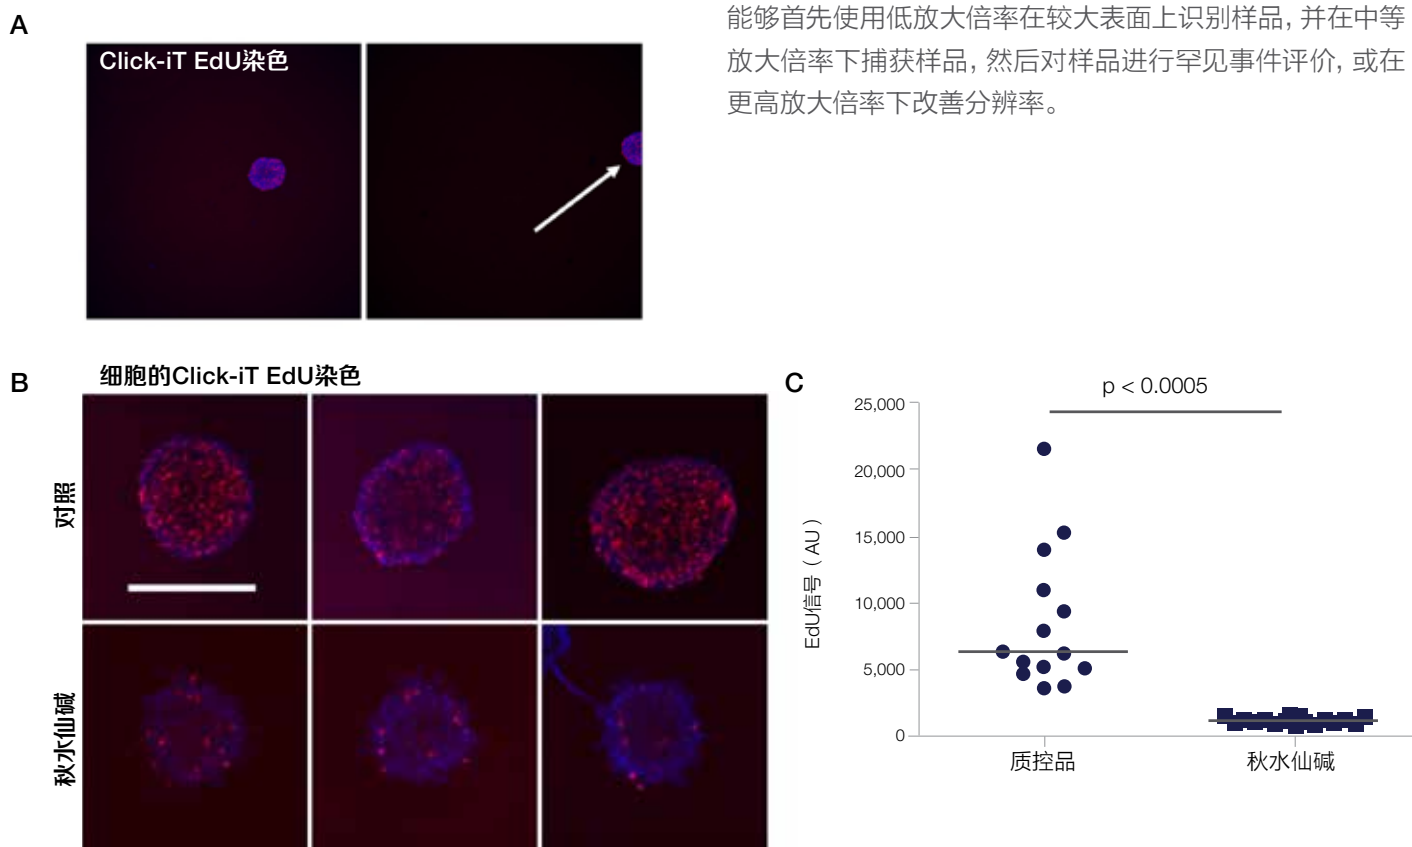 能够首先使用低放大倍率在较大表面上识别样品, 并在中等
放大倍率下捕获样品, 然后对样品进行罕见事件评价, 或在
更高放大倍率下改善分辨率。
A
Click-iT EdU染色
B
细胞的Click-iT EdU染色
对照
秋水仙碱
C
p < 0.0005
EdU信号（AU）
25,000
20,000
15,000
10,000
5,000
0
质控品
秋水仙碱